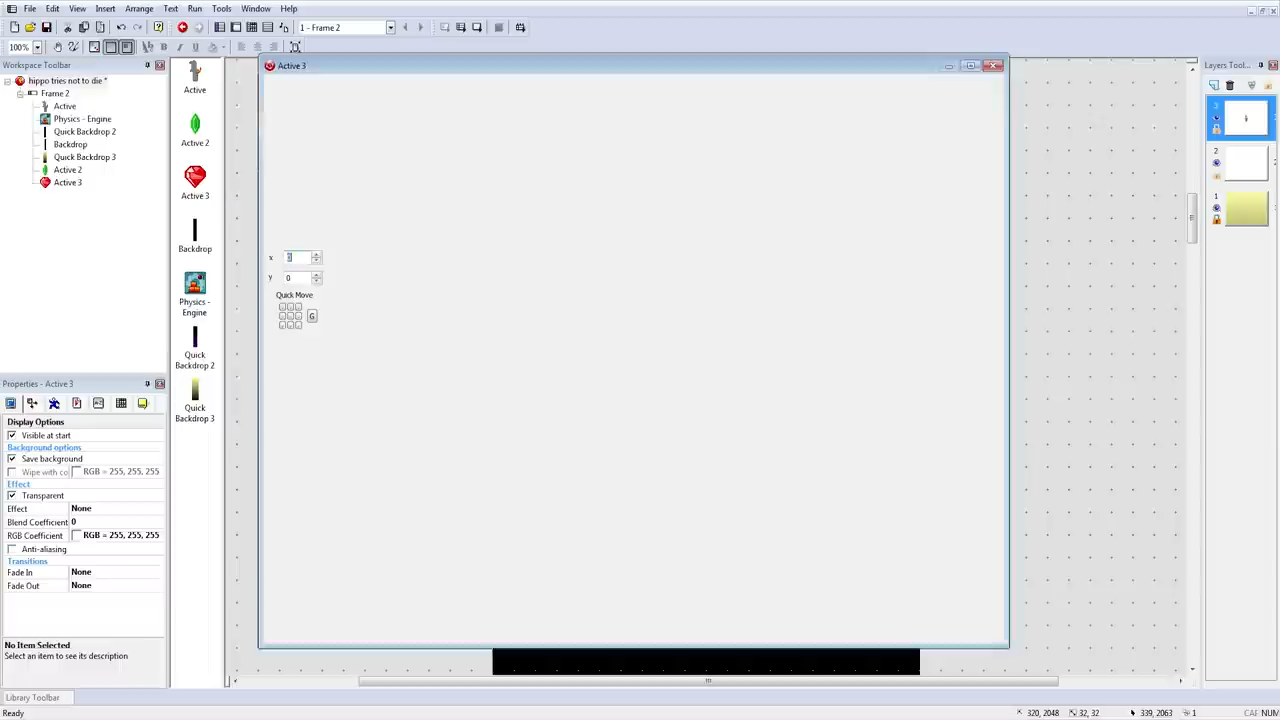 File Edit View Insert Arrange Text Run Tools Window Help
1 - Frame 2
100%
Workspace Toolbar
hippo tries not to die *
Frame 2
Active
Physics - Engine
Quick Backdrop 2
Backdrop
Quick Backdrop 3
Active 2
Active 3
Properties - Active 3
Display Options
Visible at start
Background options
Save background
Wipe with co RGB = 255, 255, 255
Effect
Transparent
Effect None
Blend Coefficient 0
RGB Coefficient RGB = 255, 255, 255
Anti-aliasing
Transitions
Fade In None
Fade Out None
No Item Selected
Select an item to see its description
Library Toolbar
Ready
Active
Active 2
Active 3
Backdrop
Physics -
Engine
Quick
Backdrop 2
Quick
Backdrop 3
Active 3
x
y 0
Quick Move
G
Layers Tool...
3
2
1
320, 2048 32, 32 339, 2063 1 CAP NUM